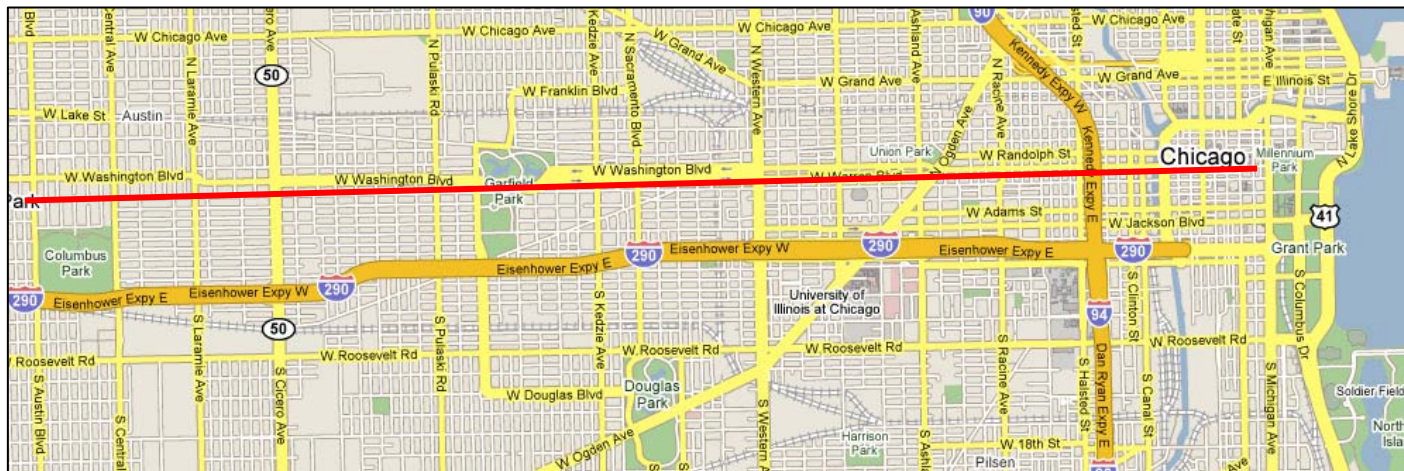 Blvd
Central Ave
N Laramie Ave
Cicero Ave
50
W Chicago Ave
N Pulaski Rd
N Kedzie Ave
N Sacramento Blvd
W Grand Ave
N Western Ave
W Chicago Ave
Ashland Ave
90
Kennedy Expy W
W Chicago Ave
W Grand Ave
N Racine Ave
W Grand Ave
E Illinois St
N Lake Shore Dr
W Lake St
Austin
W Franklin Blvd
N Ogden Ave
Union Park
W Randolph St
Kennedy Expy E
Chicago
Millennium
Park
W Washington Blvd
W Washington Blvd
Garfield
Park
W Washington Blvd
Park
W Adams St
W Jackson Blvd
41
Grant Park
Columbus
Park
290
Eisenhower Expy E
Eisenhower Expy W
290
Eisenhower Expy E
290
Eisenhower Expy W
290
Eisenhower Expy E
290
University of
Illinois at Chicago
94
S Clinton St
S Columbus Dr
50
W Roosevelt Rd
W Roosevelt Rd
W Roosevelt Rd
W Roosevelt Rd
S Austin Blvd
S Central
S Laramie Ave
S Cicero Ave
S Pulaski Rd
S Kedzie Ave
W Douglas Blvd
Douglas
Park
W Ogden Ave
S Western A
Harrison
Park
S Ashl
S Racine Ave
W 18th St
Pilsen
S Halsted St
Dan Ryan Expy E
S Canal St
S Michigan Ave
Soldier Field
North
Isla